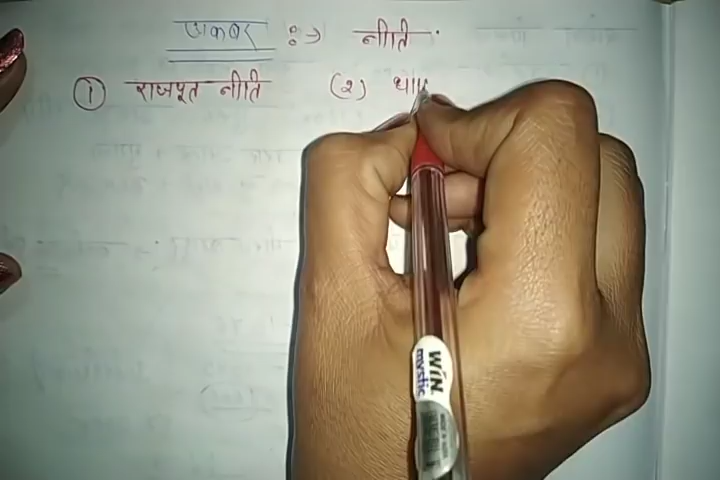 अकबर :→ नीति
① राजपूत नीति (२) धा
WiN
mystic